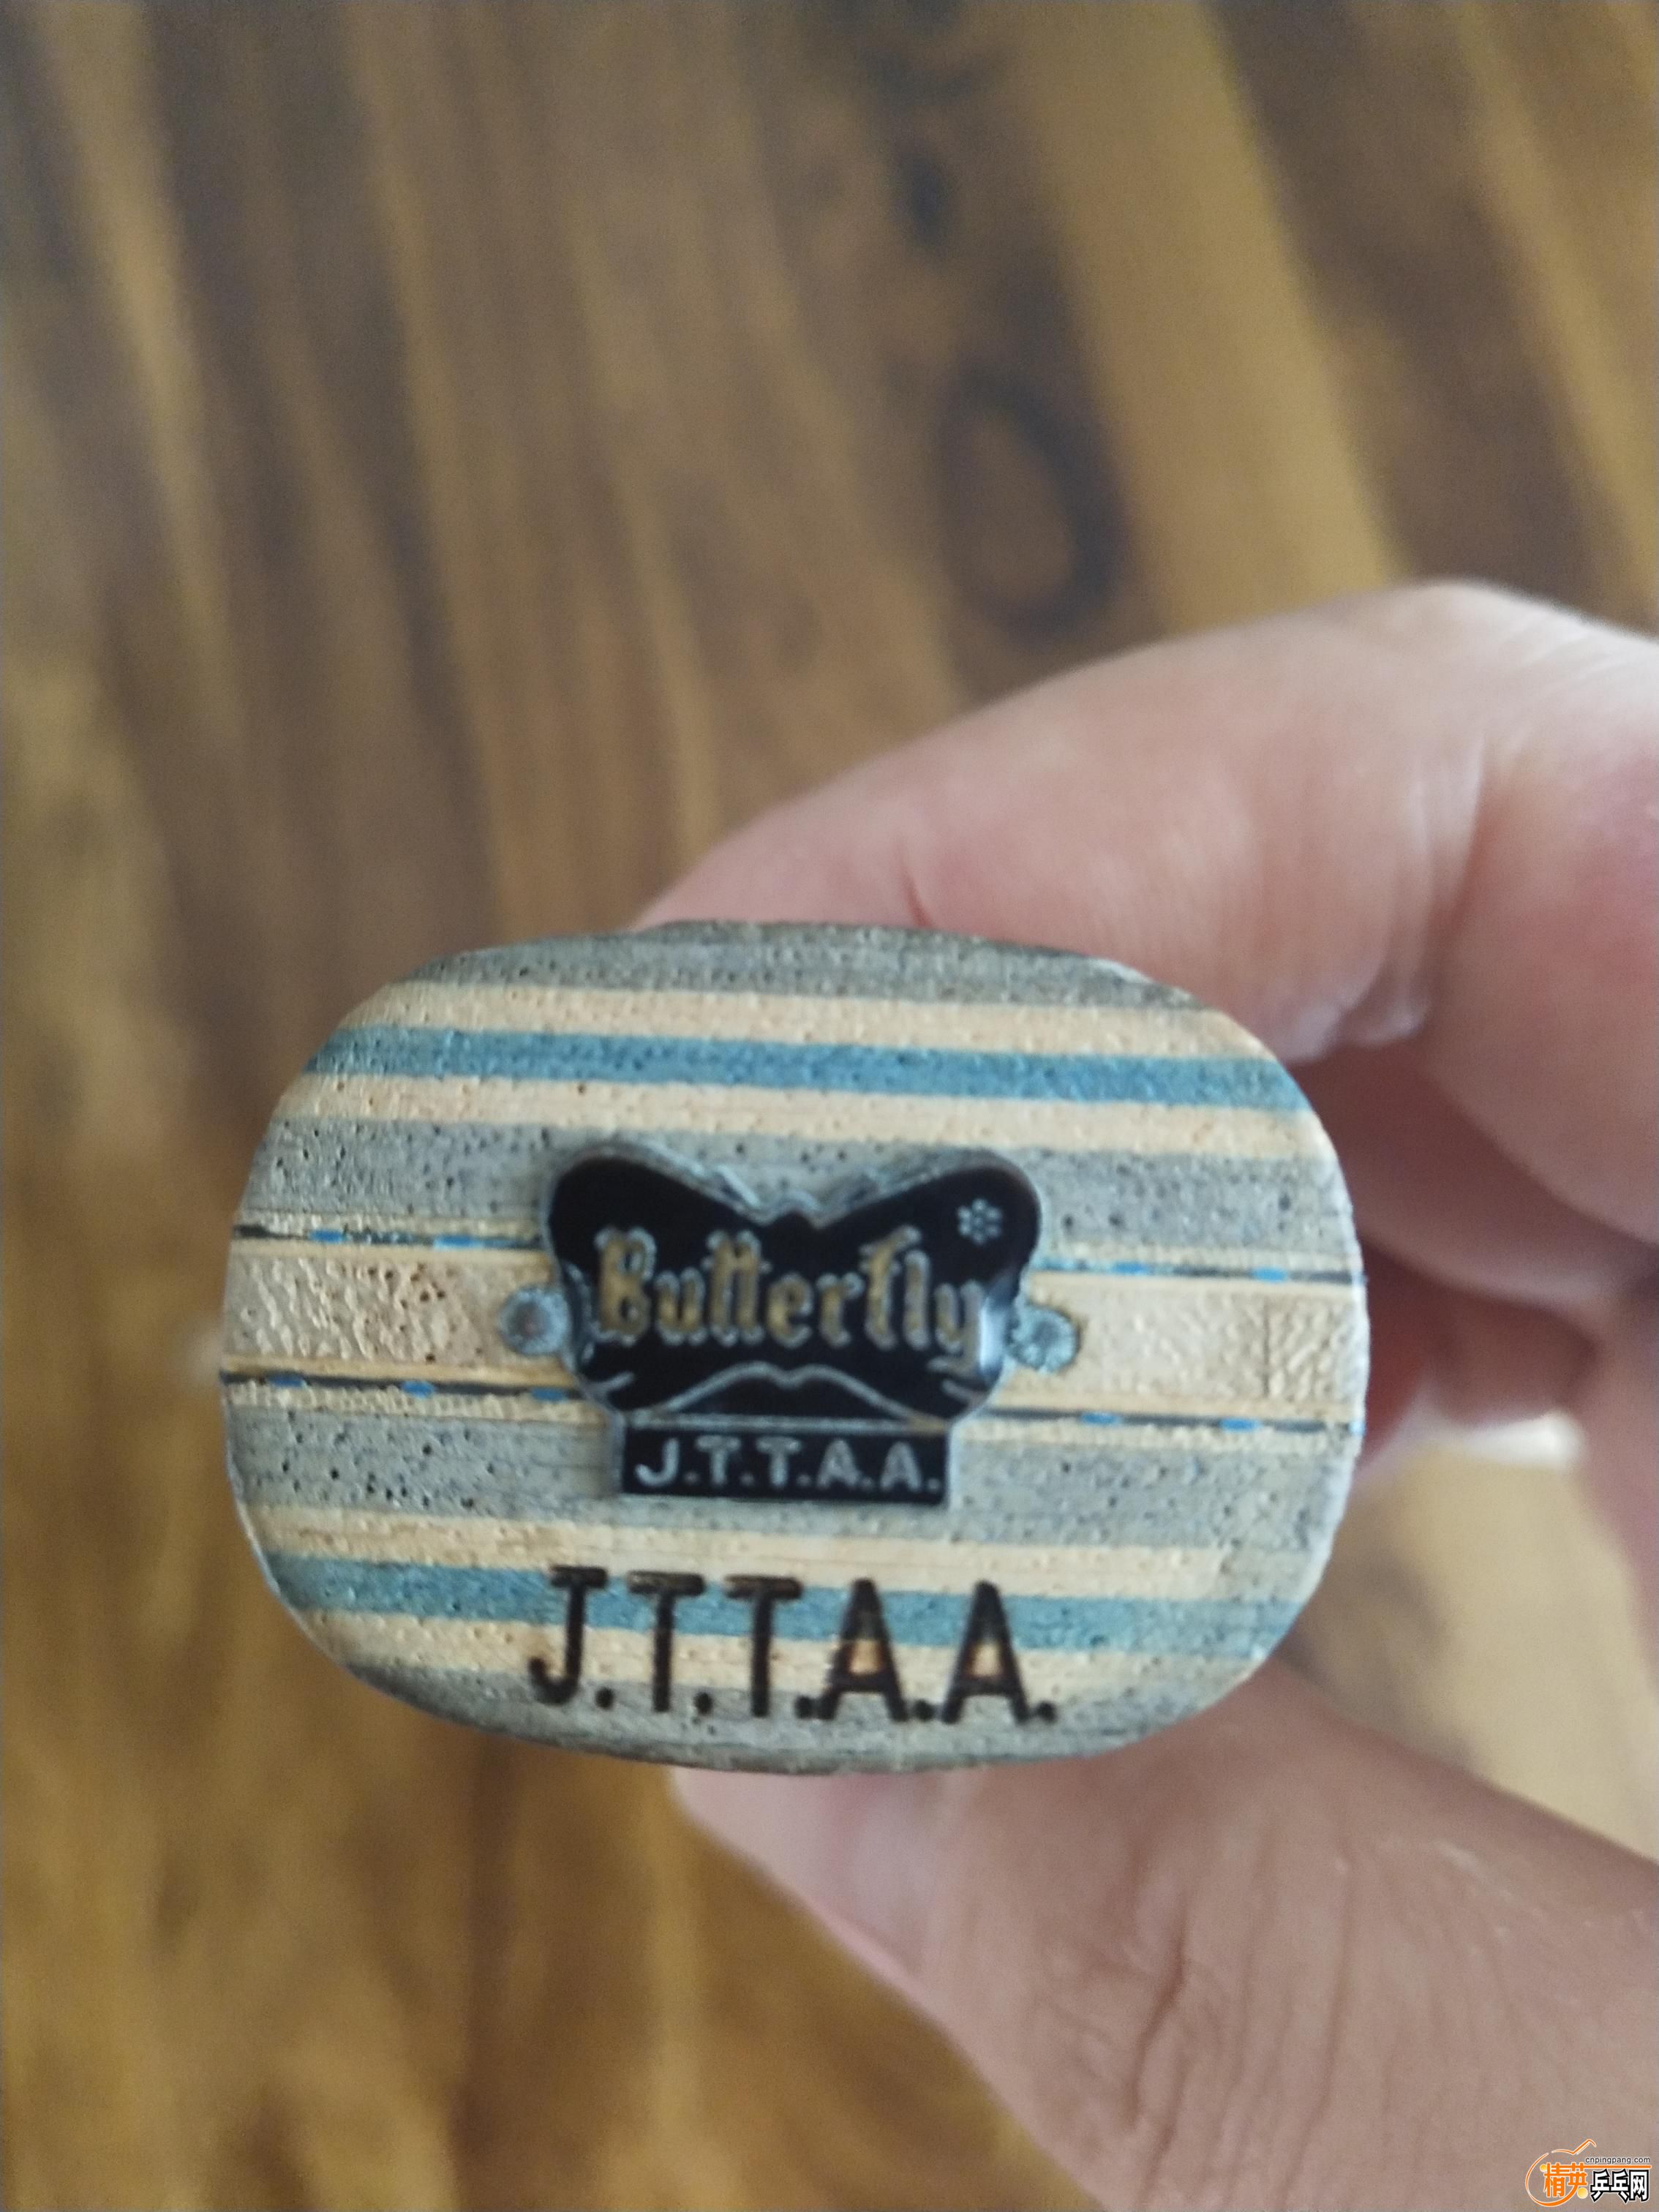 Butterfly
J.T.T.A.A.
J.T.T.A.A.
cnpingpang.com
精英乒乓网